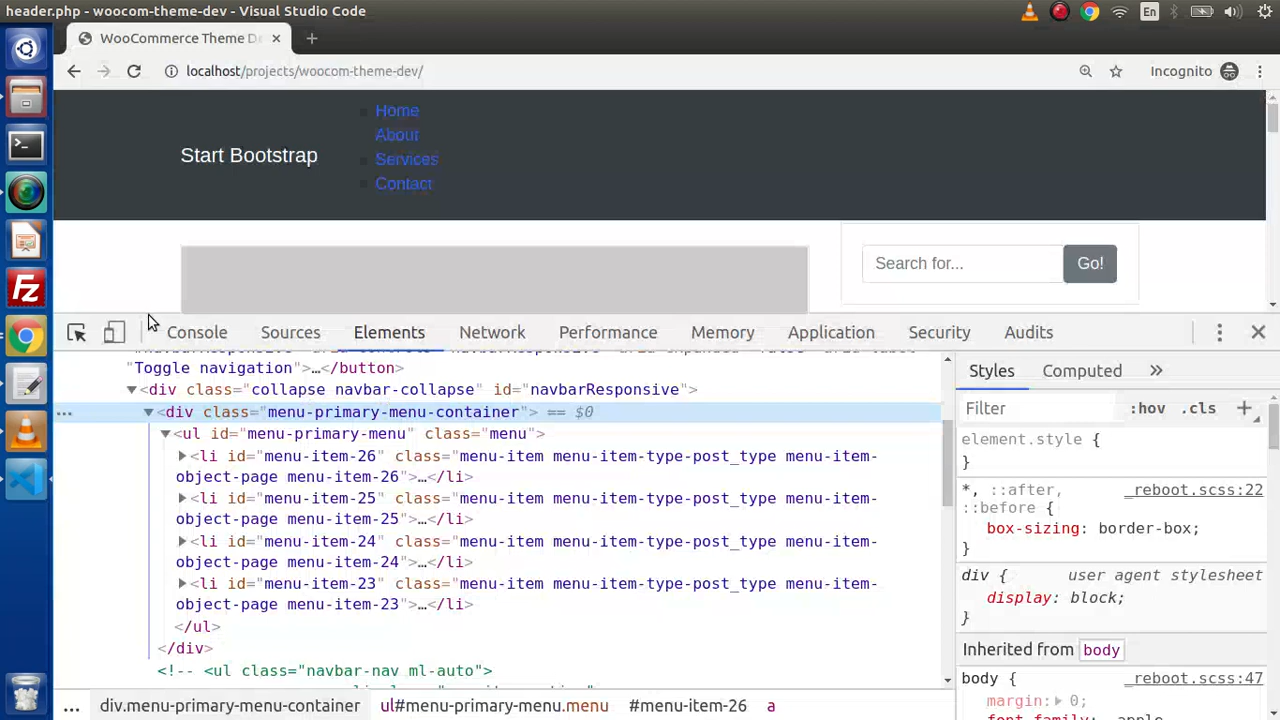 header.php - woocom-theme-dev - Visual Studio Code
En
WooCommerce Theme De
localhost/projects/woocom-theme-dev/
Incognito
Home
About
Start Bootstrap
Services
Contact
Search for...
Go!
Console Sources Elements Network Performance Memory Application Security Audits
"Toggle navigation">…</button>
<div class="collapse navbar-collapse" id="navbarResponsive">
… <div class="menu-primary-menu-container"> == $0
<ul id="menu-primary-menu" class="menu">
<li id="menu-item-26" class="menu-item menu-item-type-post_type menu-item-
object-page menu-item-26">…</li>
<li id="menu-item-25" class="menu-item menu-item-type-post_type menu-item-
object-page menu-item-25">…</li>
<li id="menu-item-24" class="menu-item menu-item-type-post_type menu-item-
object-page menu-item-24">…</li>
<li id="menu-item-23" class="menu-item menu-item-type-post_type menu-item-
object-page menu-item-23">…</li>
</ul>
</div>
<!-- <ul class="navbar-nav ml-auto">
… div.menu-primary-menu-container ul#menu-primary-menu.menu #menu-item-26 a
Styles Computed »
Filter :hov .cls +
element.style {
}
*, ::after, _reboot.scss:22
::before {
box-sizing: border-box;
}
div { user agent stylesheet
display: block;
}
Inherited from body
body { _reboot.scss:47
margin: 0;